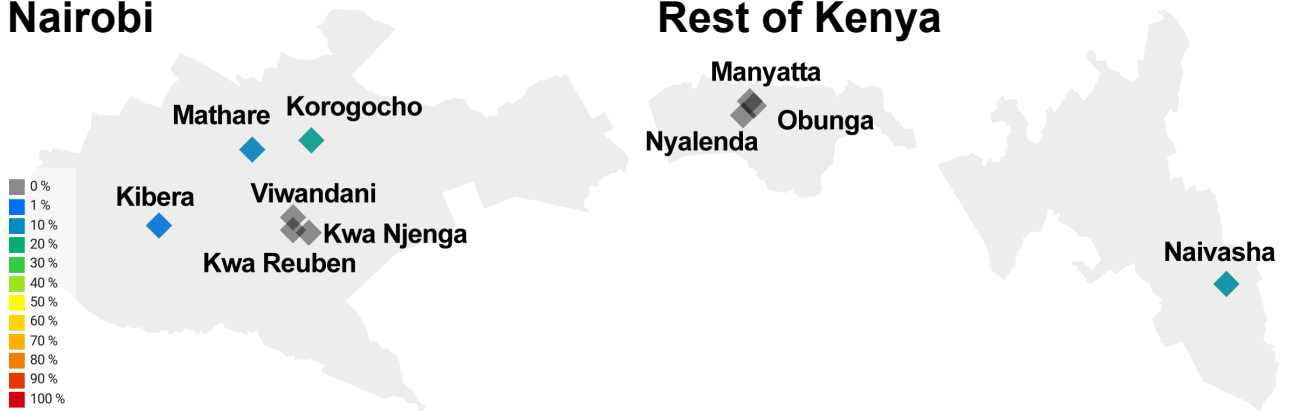 Nairobi
Rest of Kenya
Mathare
Korogocho
Kibera
Viwandani
Kwa Njenga
Kwa Reuben
Manyatta
Obunga
Nyalenda
Naivasha
0 %
1 %
10 %
20 %
30 %
40 %
50 %
60 %
70 %
80 %
90 %
100 %